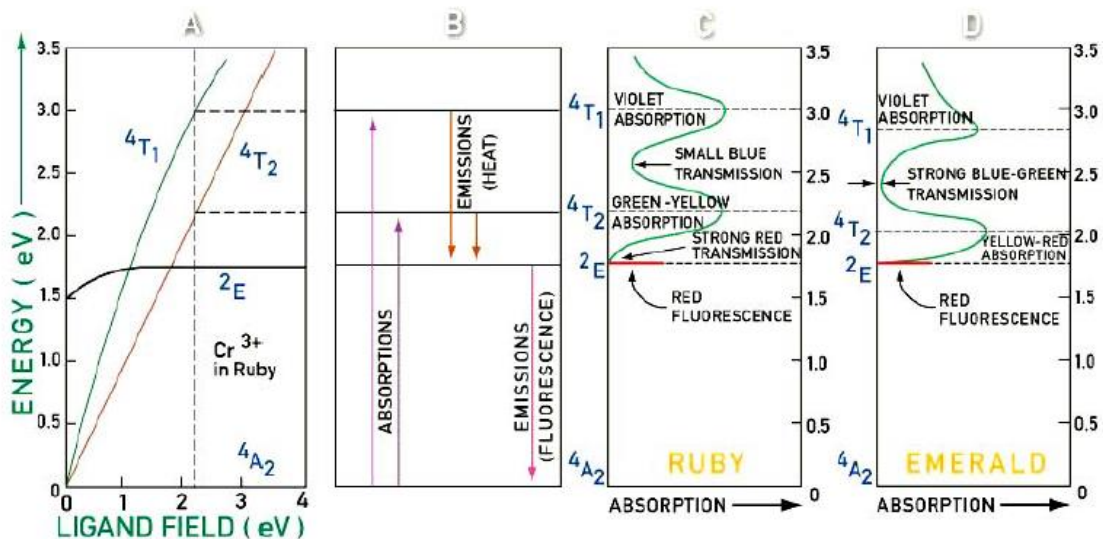 A
ENERGY ( eV )
3.5
3.0
2.5
2.0
1.5
1.0
0.5
0
⁴T₁
⁴T₂
²E
Cr ³⁺
in Ruby
⁴A₂
0 1 2 3 4
LIGAND FIELD ( eV )
B
ABSORPTIONS
EMISSIONS
(HEAT)
EMISSIONS
(FLUORESCENCE)
C
⁴T₁
VIOLET
ABSORPTION
SMALL BLUE
TRANSMISSION
⁴T₂
GREEN-YELLOW
ABSORPTION
STRONG RED
TRANSMISSION
²E
RED
FLUORESCENCE
⁴A₂
RUBY
3.5
3.0
2.5
2.0
1.5
1.0
0.5
0
ABSORPTION
D
VIOLET
ABSORPTION
⁴T₁
STRONG BLUE-GREEN
TRANSMISSION
⁴T₂
YELLOW-RED
ABSORPTION
²E
RED
FLUORESCENCE
⁴A₂
EMERALD
3.5
3.0
2.5
2.0
1.5
1.0
0.5
0
ABSORPTION